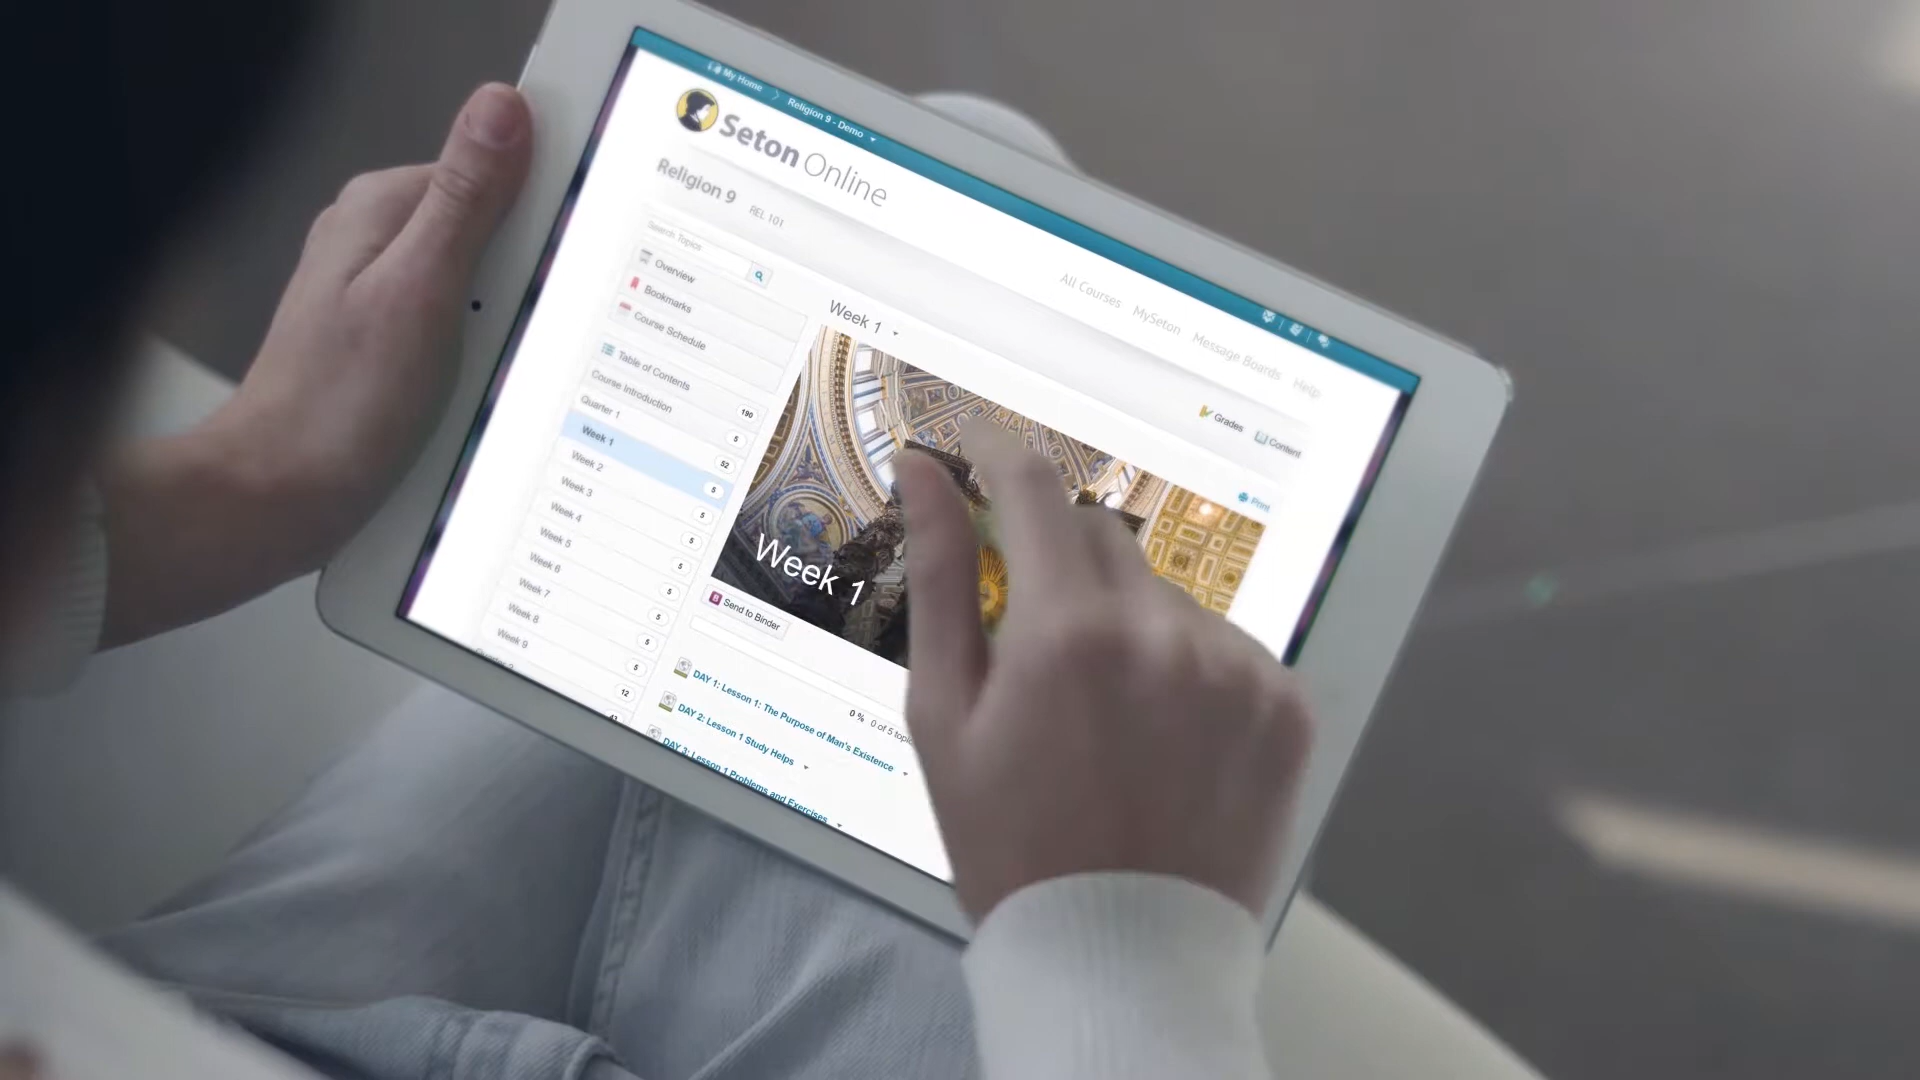 My Home
Religion 9 - Demo
Seton Online
Religion 9 REL 101
All Courses MySeton Message Boards Help
Search Topics
Overview
Bookmarks
Course Schedule
Grades Content
Table of Contents 190
Course Introduction 5
Quarter 1 52
Week 1 5
Week 2 5
Week 3 5
Week 4 5
Week 5 5
Week 6 5
Week 7 5
Week 8 5
Week 9 12
Week 1
Print
Week 1
Send to Binder
0 % 0 of 5
DAY 1: Lesson 1: The Purpose of Man's Existence
DAY 2: Lesson 1 Study Helps
DAY 3: Lesson 1 Problems and Exercises